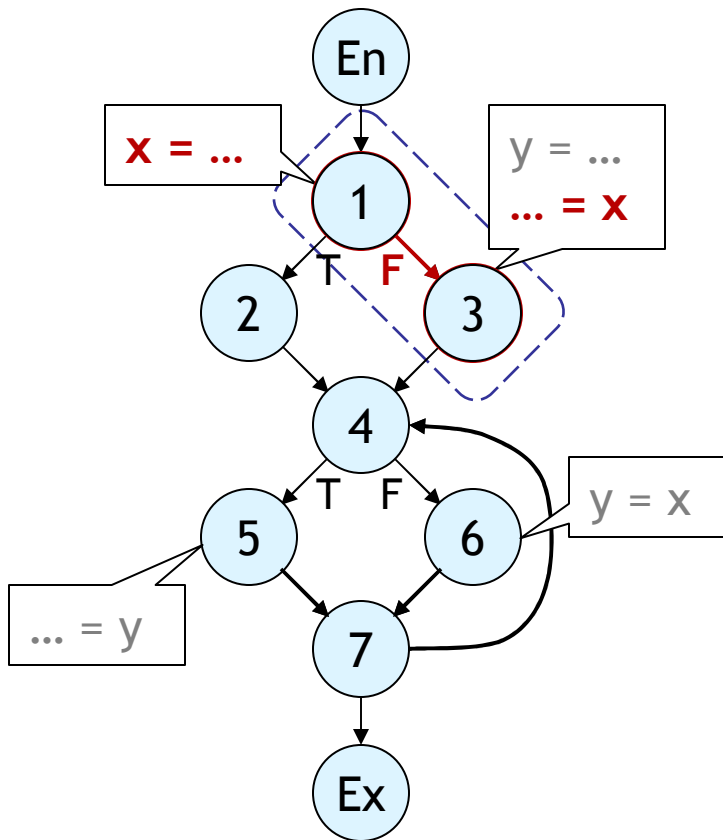 En
x = ...
y = ...
... = x
1
T F
2
3
4
T F
y = x
5
6
... = y
7
Ex